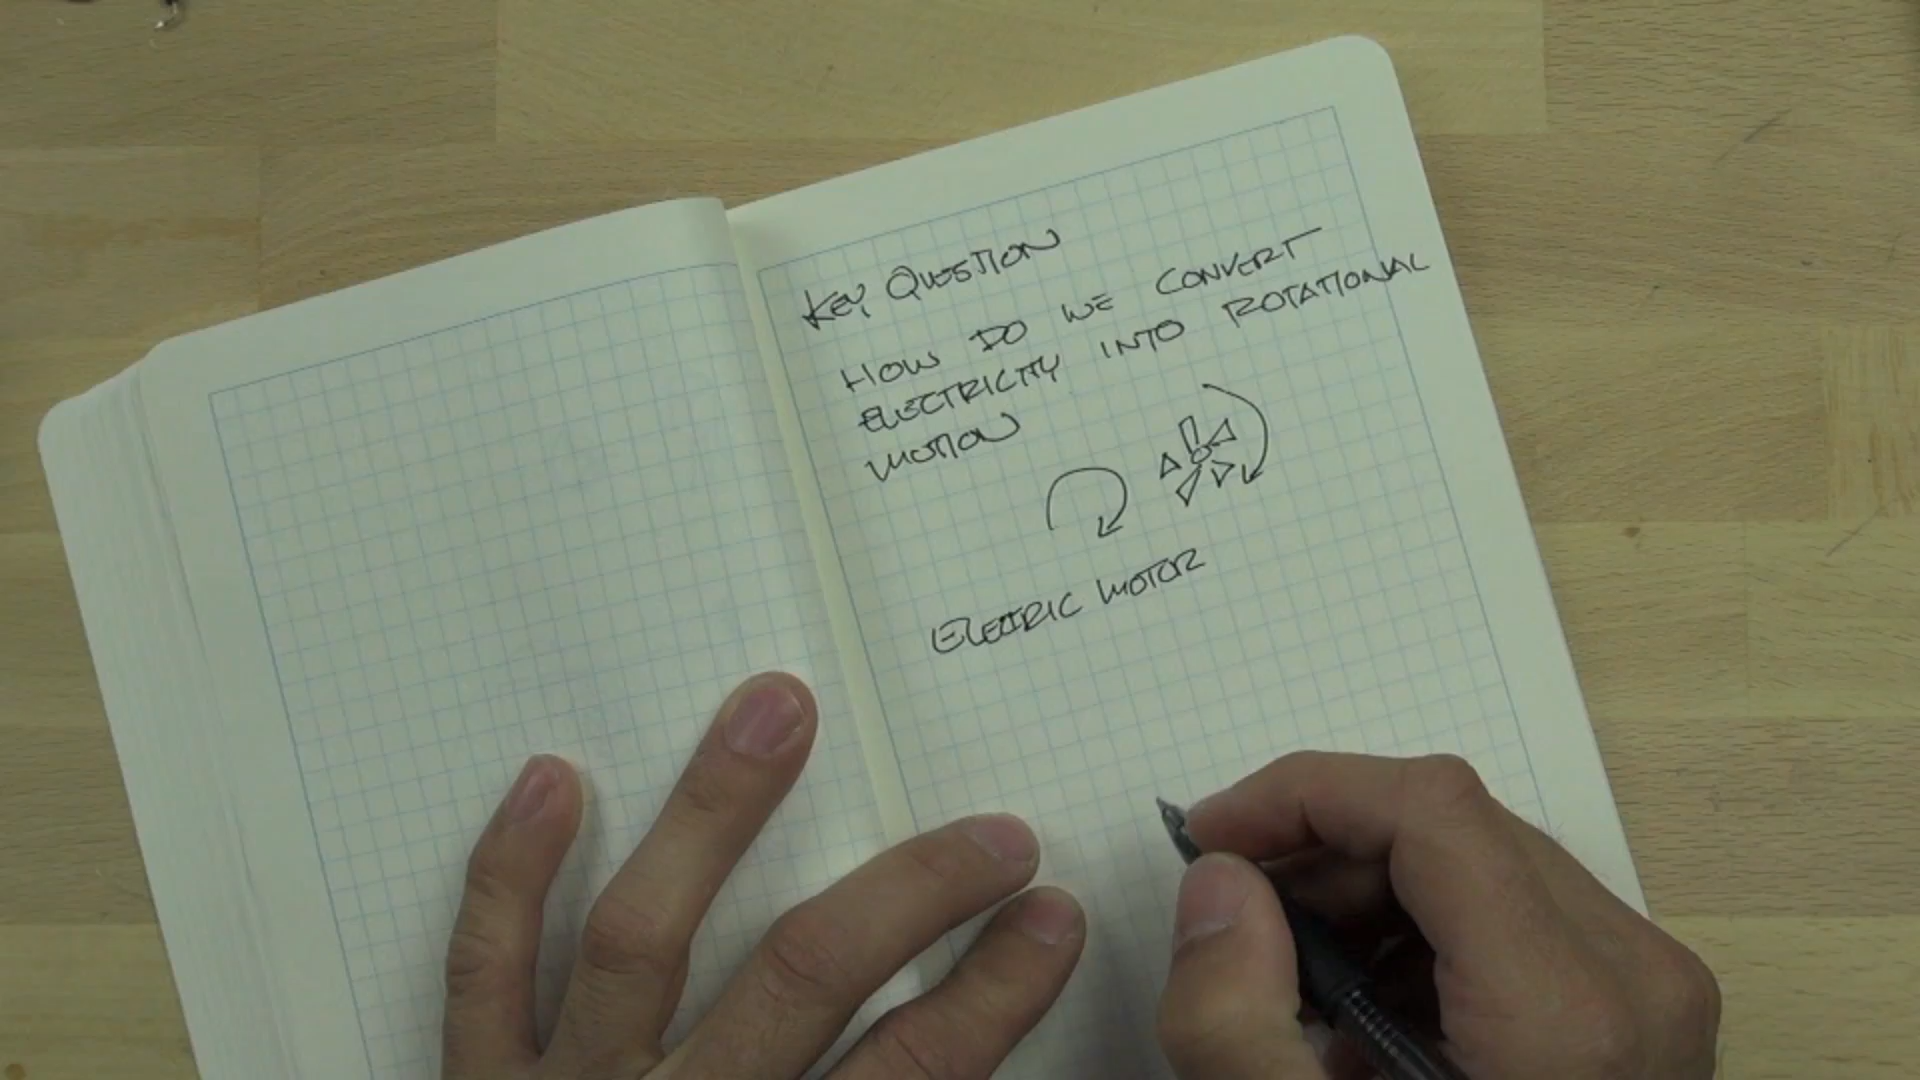 KEY QUESTION
HOW DO WE CONVERT
ELECTRICITY INTO ROTATIONAL
MOTION
ELECTRIC MOTOR